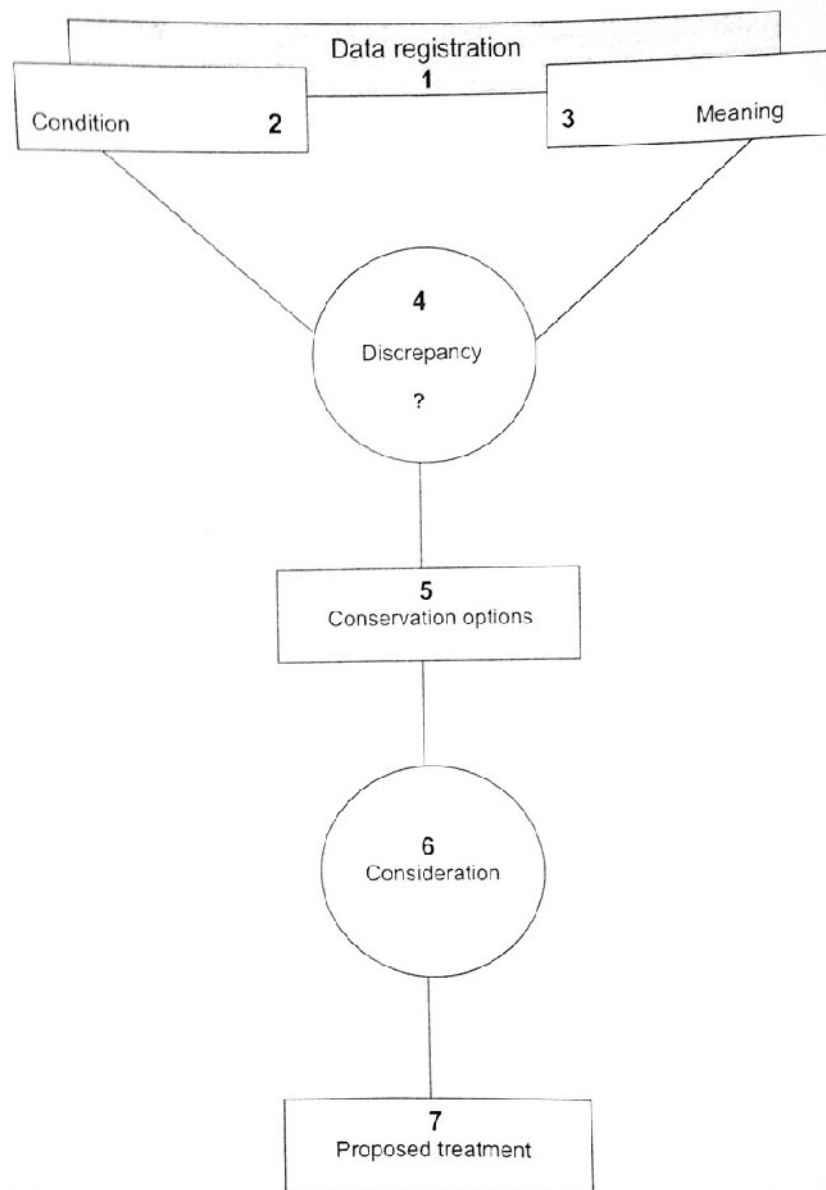 Data registration
1
Condition 2
3 Meaning
4
Discrepancy
?
5
Conservation options
6
Consideration
7
Proposed treatment